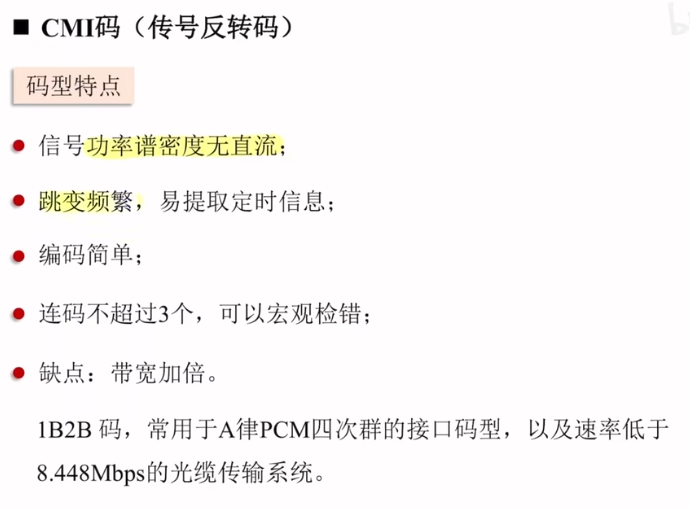 CMI码（传号反转码）
码型特点
信号功率谱密度无直流；
跳变频繁，易提取定时信息；
编码简单；
连码不超过3个，可以宏观检错；
缺点：带宽加倍。
1B2B 码，常用于A律PCM四次群的接口码型，以及速率低于
8.448Mbps的光缆传输系统。